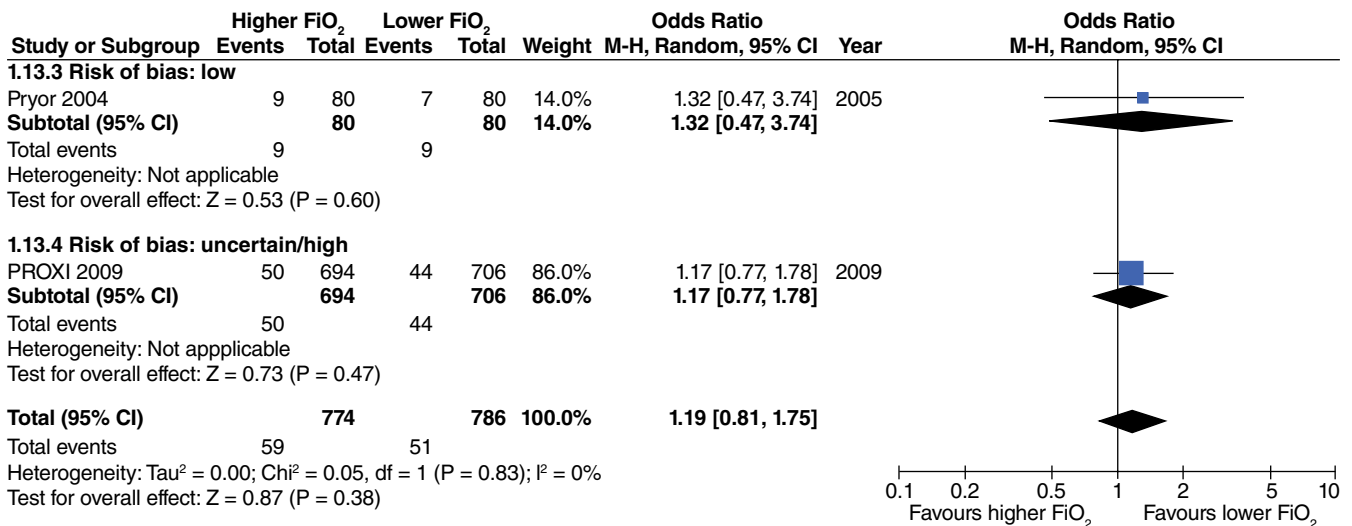 Higher FiO₂ Lower FiO₂ Odds Ratio Odds Ratio
Study or Subgroup Events Total Events Total Weight M-H, Random, 95% CI Year M-H, Random, 95% CI
1.13.3 Risk of bias: low
Pryor 2004 9 80 7 80 14.0% 1.32 [0.47, 3.74] 2005
Subtotal (95% CI) 80 80 14.0% 1.32 [0.47, 3.74]
Total events 9 9
Heterogeneity: Not applicable
Test for overall effect: Z = 0.53 (P = 0.60)
1.13.4 Risk of bias: uncertain/high
PROXI 2009 50 694 44 706 86.0% 1.17 [0.77, 1.78] 2009
Subtotal (95% CI) 694 706 86.0% 1.17 [0.77, 1.78]
Total events 50 44
Heterogeneity: Not appplicable
Test for overall effect: Z = 0.73 (P = 0.47)
Total (95% CI) 774 786 100.0% 1.19 [0.81, 1.75]
Total events 59 51
Heterogeneity: Tau² = 0.00; Chi² = 0.05, df = 1 (P = 0.83); I² = 0%
Test for overall effect: Z = 0.87 (P = 0.38)
0.1 0.2 0.5 1 2 5 10
Favours higher FiO₂ Favours lower FiO₂